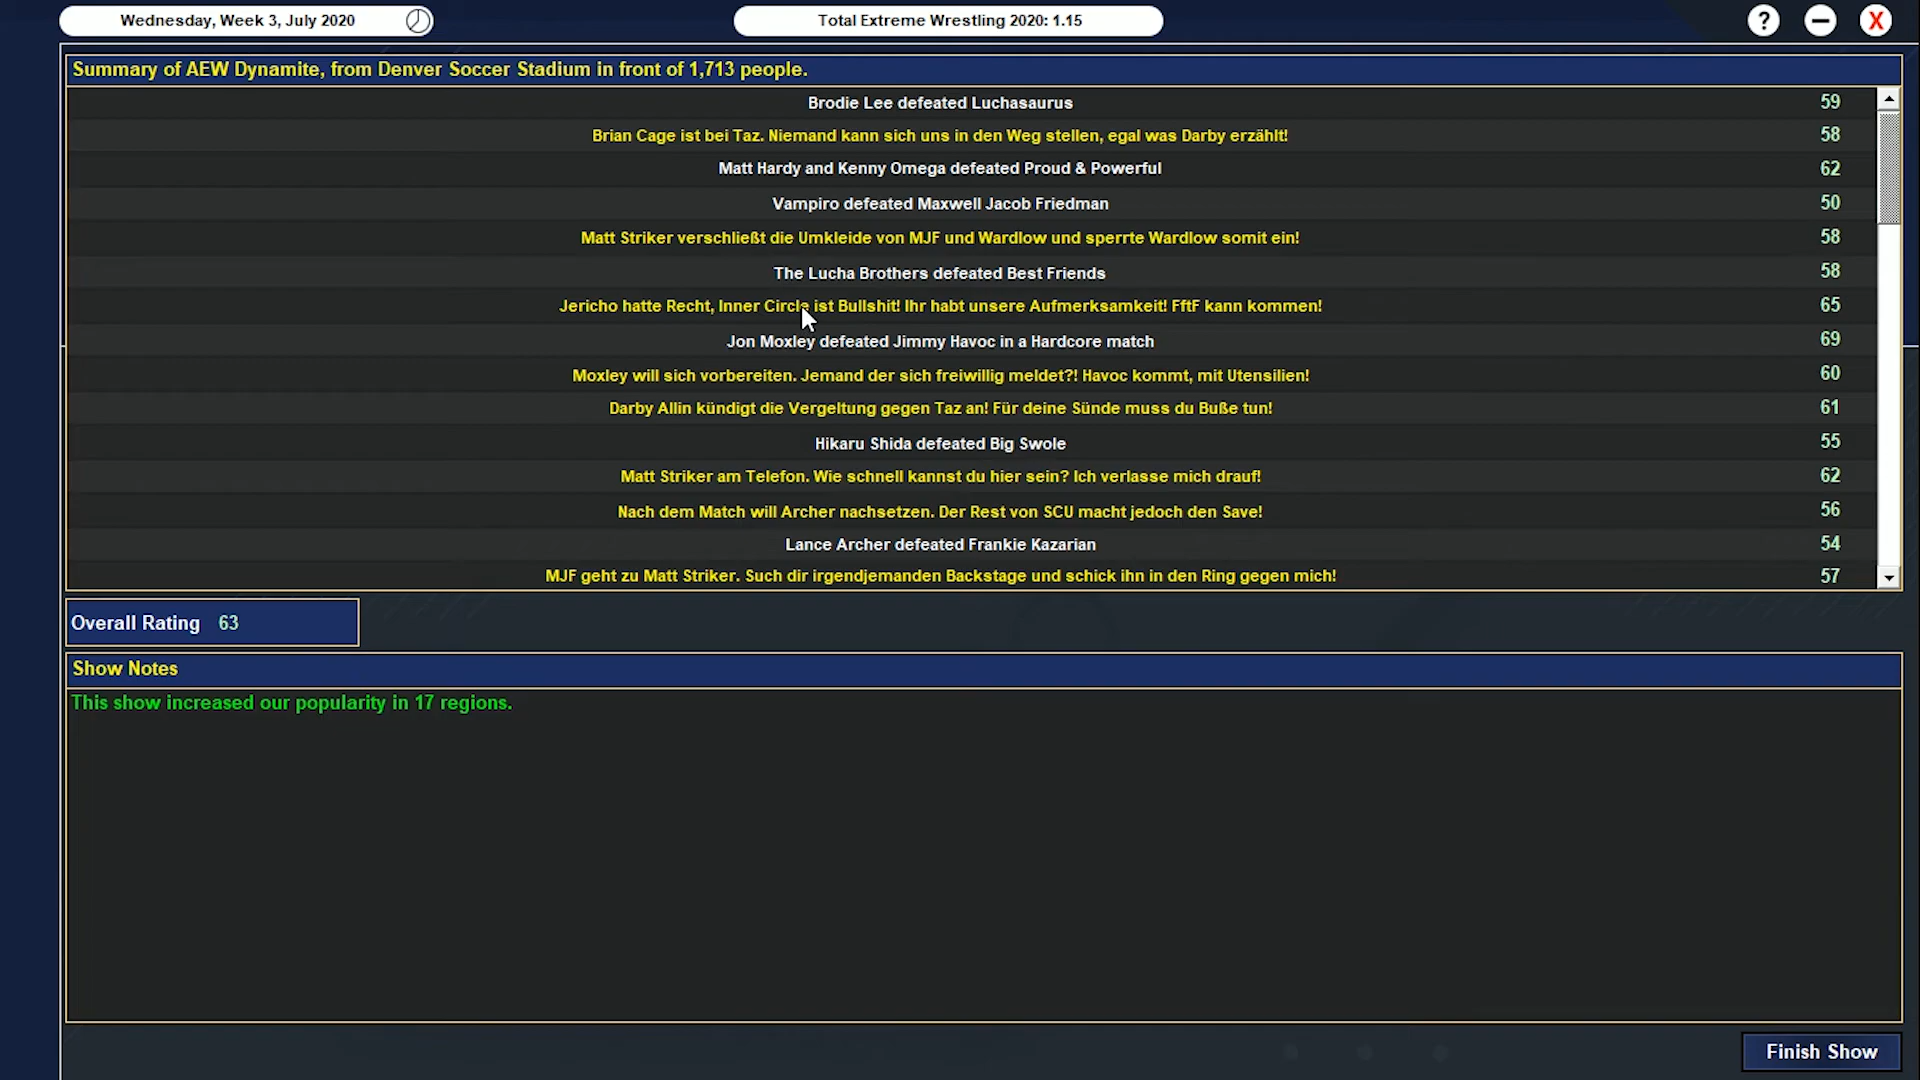 Wednesday, Week 3, July 2020
Total Extreme Wrestling 2020: 1.15
?
X
Summary of AEW Dynamite, from Denver Soccer Stadium in front of 1,713 people.
Brodie Lee defeated Luchasaurus 59
Brian Cage ist bei Taz. Niemand kann sich uns in den Weg stellen, egal was Darby erzählt! 58
Matt Hardy and Kenny Omega defeated Proud & Powerful 62
Vampiro defeated Maxwell Jacob Friedman 50
Matt Striker verschließt die Umkleide von MJF und Wardlow und sperrte Wardlow somit ein! 58
The Lucha Brothers defeated Best Friends 58
Jericho hatte Recht, Inner Circle ist Bullshit! Ihr habt unsere Aufmerksamkeit! FftF kann kommen! 65
Jon Moxley defeated Jimmy Havoc in a Hardcore match 69
Moxley will sich vorbereiten. Jemand der sich freiwillig meldet?! Havoc kommt, mit Utensilien! 60
Darby Allin kündigt die Vergeltung gegen Taz an! Für deine Sünde muss du Buße tun! 61
Hikaru Shida defeated Big Swole 55
Matt Striker am Telefon. Wie schnell kannst du hier sein? Ich verlasse mich drauf! 62
Nach dem Match will Archer nachsetzen. Der Rest von SCU macht jedoch den Save! 56
Lance Archer defeated Frankie Kazarian 54
MJF geht zu Matt Striker. Such dir irgendjemanden Backstage und schick ihn in den Ring gegen mich! 57
Overall Rating 63
Show Notes
This show increased our popularity in 17 regions.
Finish Show